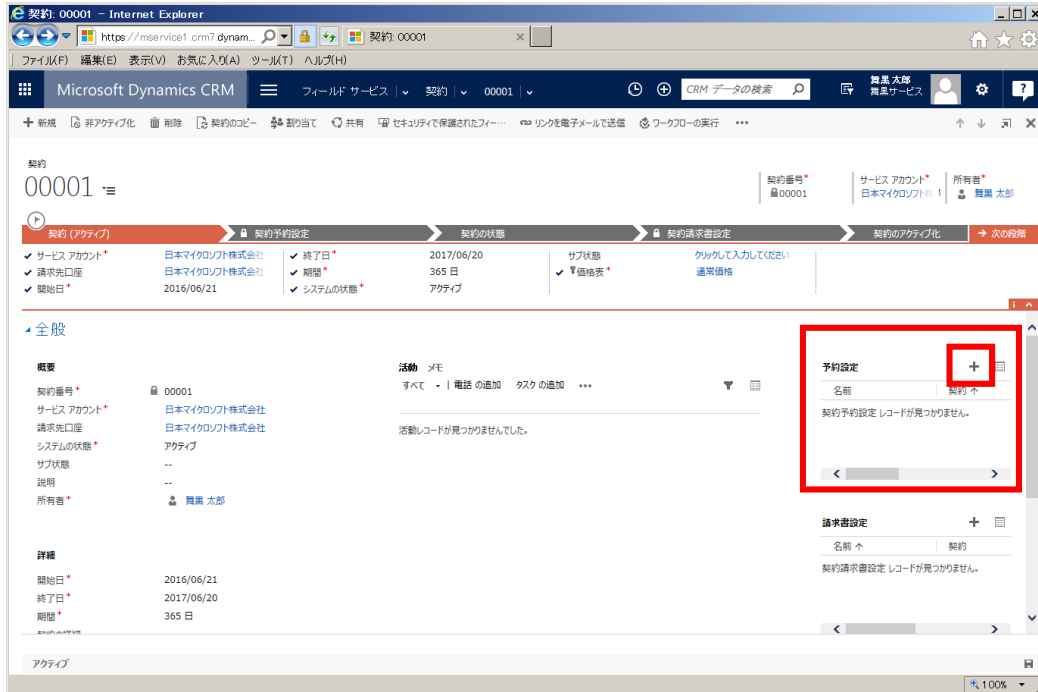 契約: 00001 - Internet Explorer
https://mservice1.crm7.dynam...
契約: 00001
ファイル(F) 編集(E) 表示(V) お気に入り(A) ツール(T) ヘルプ(H)
Microsoft Dynamics CRM フィールド サービス 契約 00001 CRM データの検索 舞黒 太郎
舞黒サービス
新規 非アクティブ化 削除 契約のコピー 割り当て 共有 セキュリティで保護されたフィー… リンクを電子メールで送信 ワークフローの実行 •••
契約
00001
契約番号* 00001
サービス アカウント* 日本マイクロソフト
所有者* 舞黒 太郎
契約 (アクティブ) 契約予約設定 契約の状態 契約請求書設定 契約のアクティブ化 → 次の段階
サービス アカウント* 日本マイクロソフト株式会社 終了日* 2017/06/20 サブ状態 クリックして入力してください
請求先口座 日本マイクロソフト株式会社 期間* 365 日 価格表* 通常価格
開始日* 2016/06/21 システムの状態* アクティブ
全般
概要
契約番号* 00001
サービス アカウント* 日本マイクロソフト株式会社
請求先口座 日本マイクロソフト株式会社
システムの状態* アクティブ
サブ状態 --
説明 --
所有者* 舞黒 太郎
詳細
開始日* 2016/06/21
終了日* 2017/06/20
期間* 365 日
活動 メモ
すべて | 電話 の追加 タスク の追加 •••
活動レコードが見つかりませんでした。
予約設定
名前 契約 ↑
契約予約設定 レコードが見つかりません。
請求書設定
名前 ↑ 契約
契約請求書設定 レコードが見つかりません。
アクティブ
100%